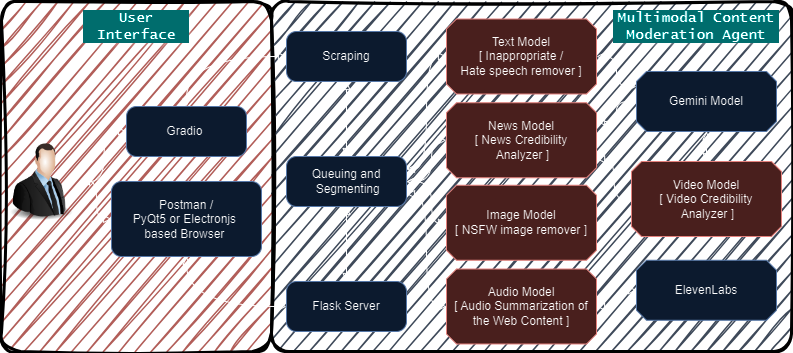 User
Interface
Gradio
Postman /
PyQt5 or Electronjs
based Browser
Multimodal Content
Moderation Agent
Scraping
Queuing and
Segmenting
Flask Server
Text Model
[ Inappropriate /
Hate speech remover ]
News Model
[ News Credibility
Analyzer ]
Image Model
[ NSFW image remover ]
Audio Model
[ Audio Summarization of
the Web Content ]
Gemini Model
Video Model
[ Video Credibility
Analyzer ]
ElevenLabs